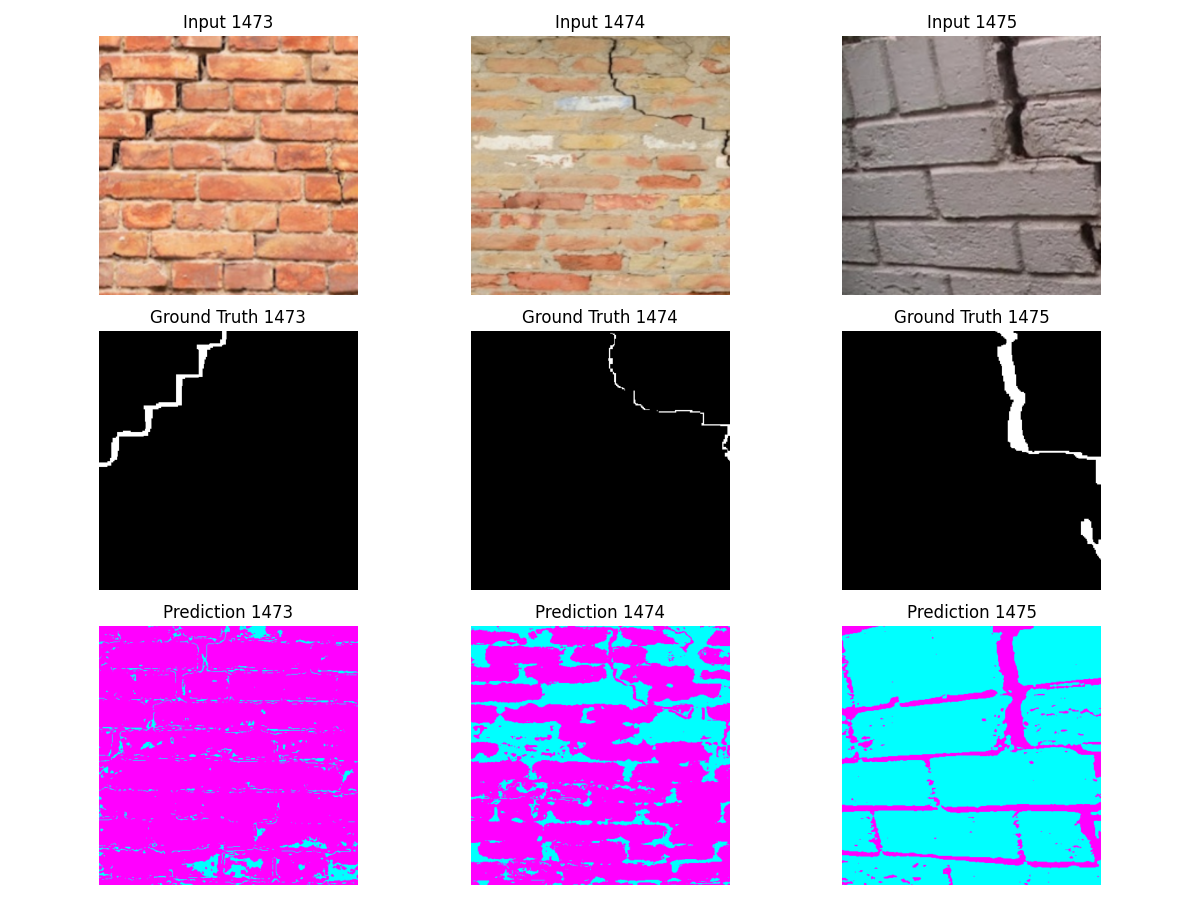 Input 1473
Input 1474
Input 1475
Ground Truth 1473
Ground Truth 1474
Ground Truth 1475
Prediction 1473
Prediction 1474
Prediction 1475